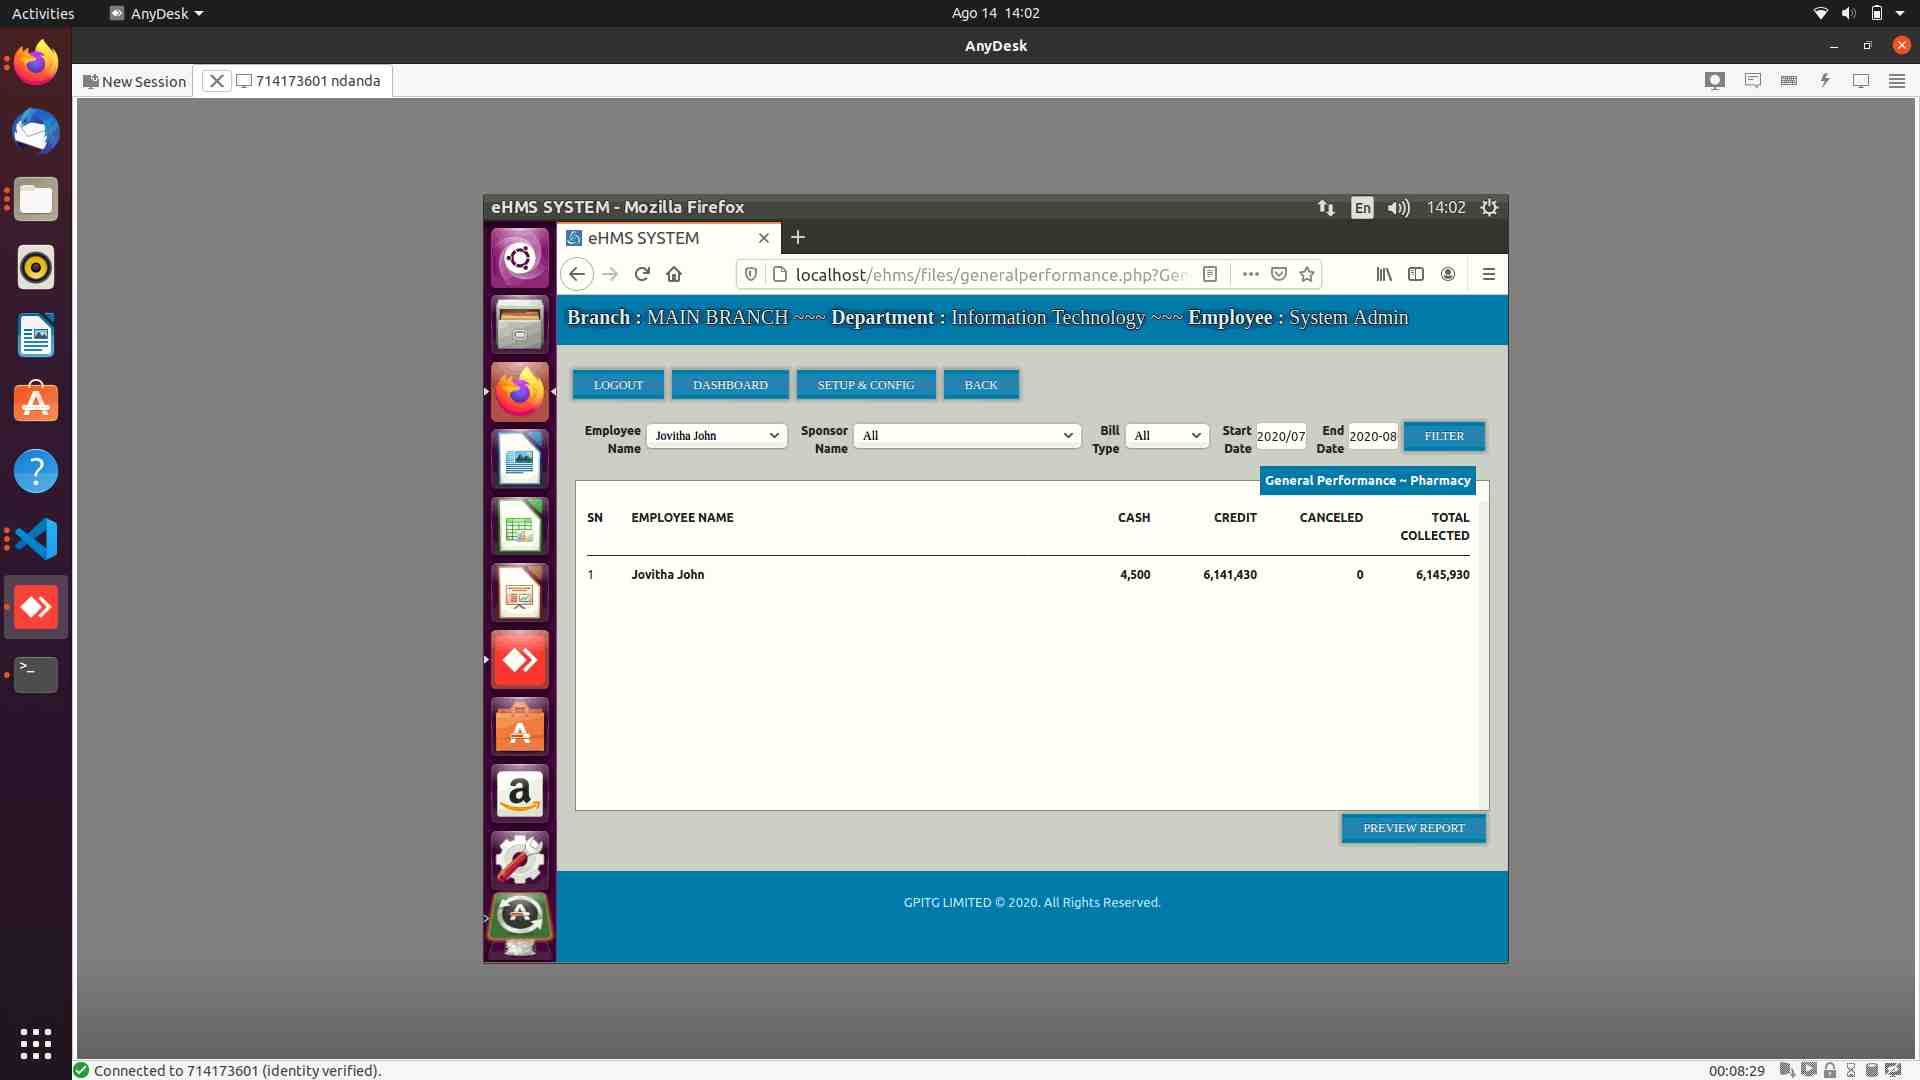 Activities AnyDesk Ago 14 14:02
AnyDesk
New Session 714173601 ndanda
eHMS SYSTEM - Mozilla Firefox En 14:02
eHMS SYSTEM
localhost/ehms/files/generalperformance.php?Gen
Branch : MAIN BRANCH ~~~ Department : Information Technology ~~~ Employee : System Admin
LOGOUT DASHBOARD SETUP & CONFIG BACK
Employee Name Jovitha John Sponsor Name All Bill Type All Start Date 2020/07 End Date 2020-08 FILTER
General Performance ~ Pharmacy
SN EMPLOYEE NAME CASH CREDIT CANCELED TOTAL
COLLECTED
1 Jovitha John 4,500 6,141,430 0 6,145,930
PREVIEW REPORT
GPITG LIMITED © 2020. All Rights Reserved.
Connected to 714173601 (identity verified). 00:08:29